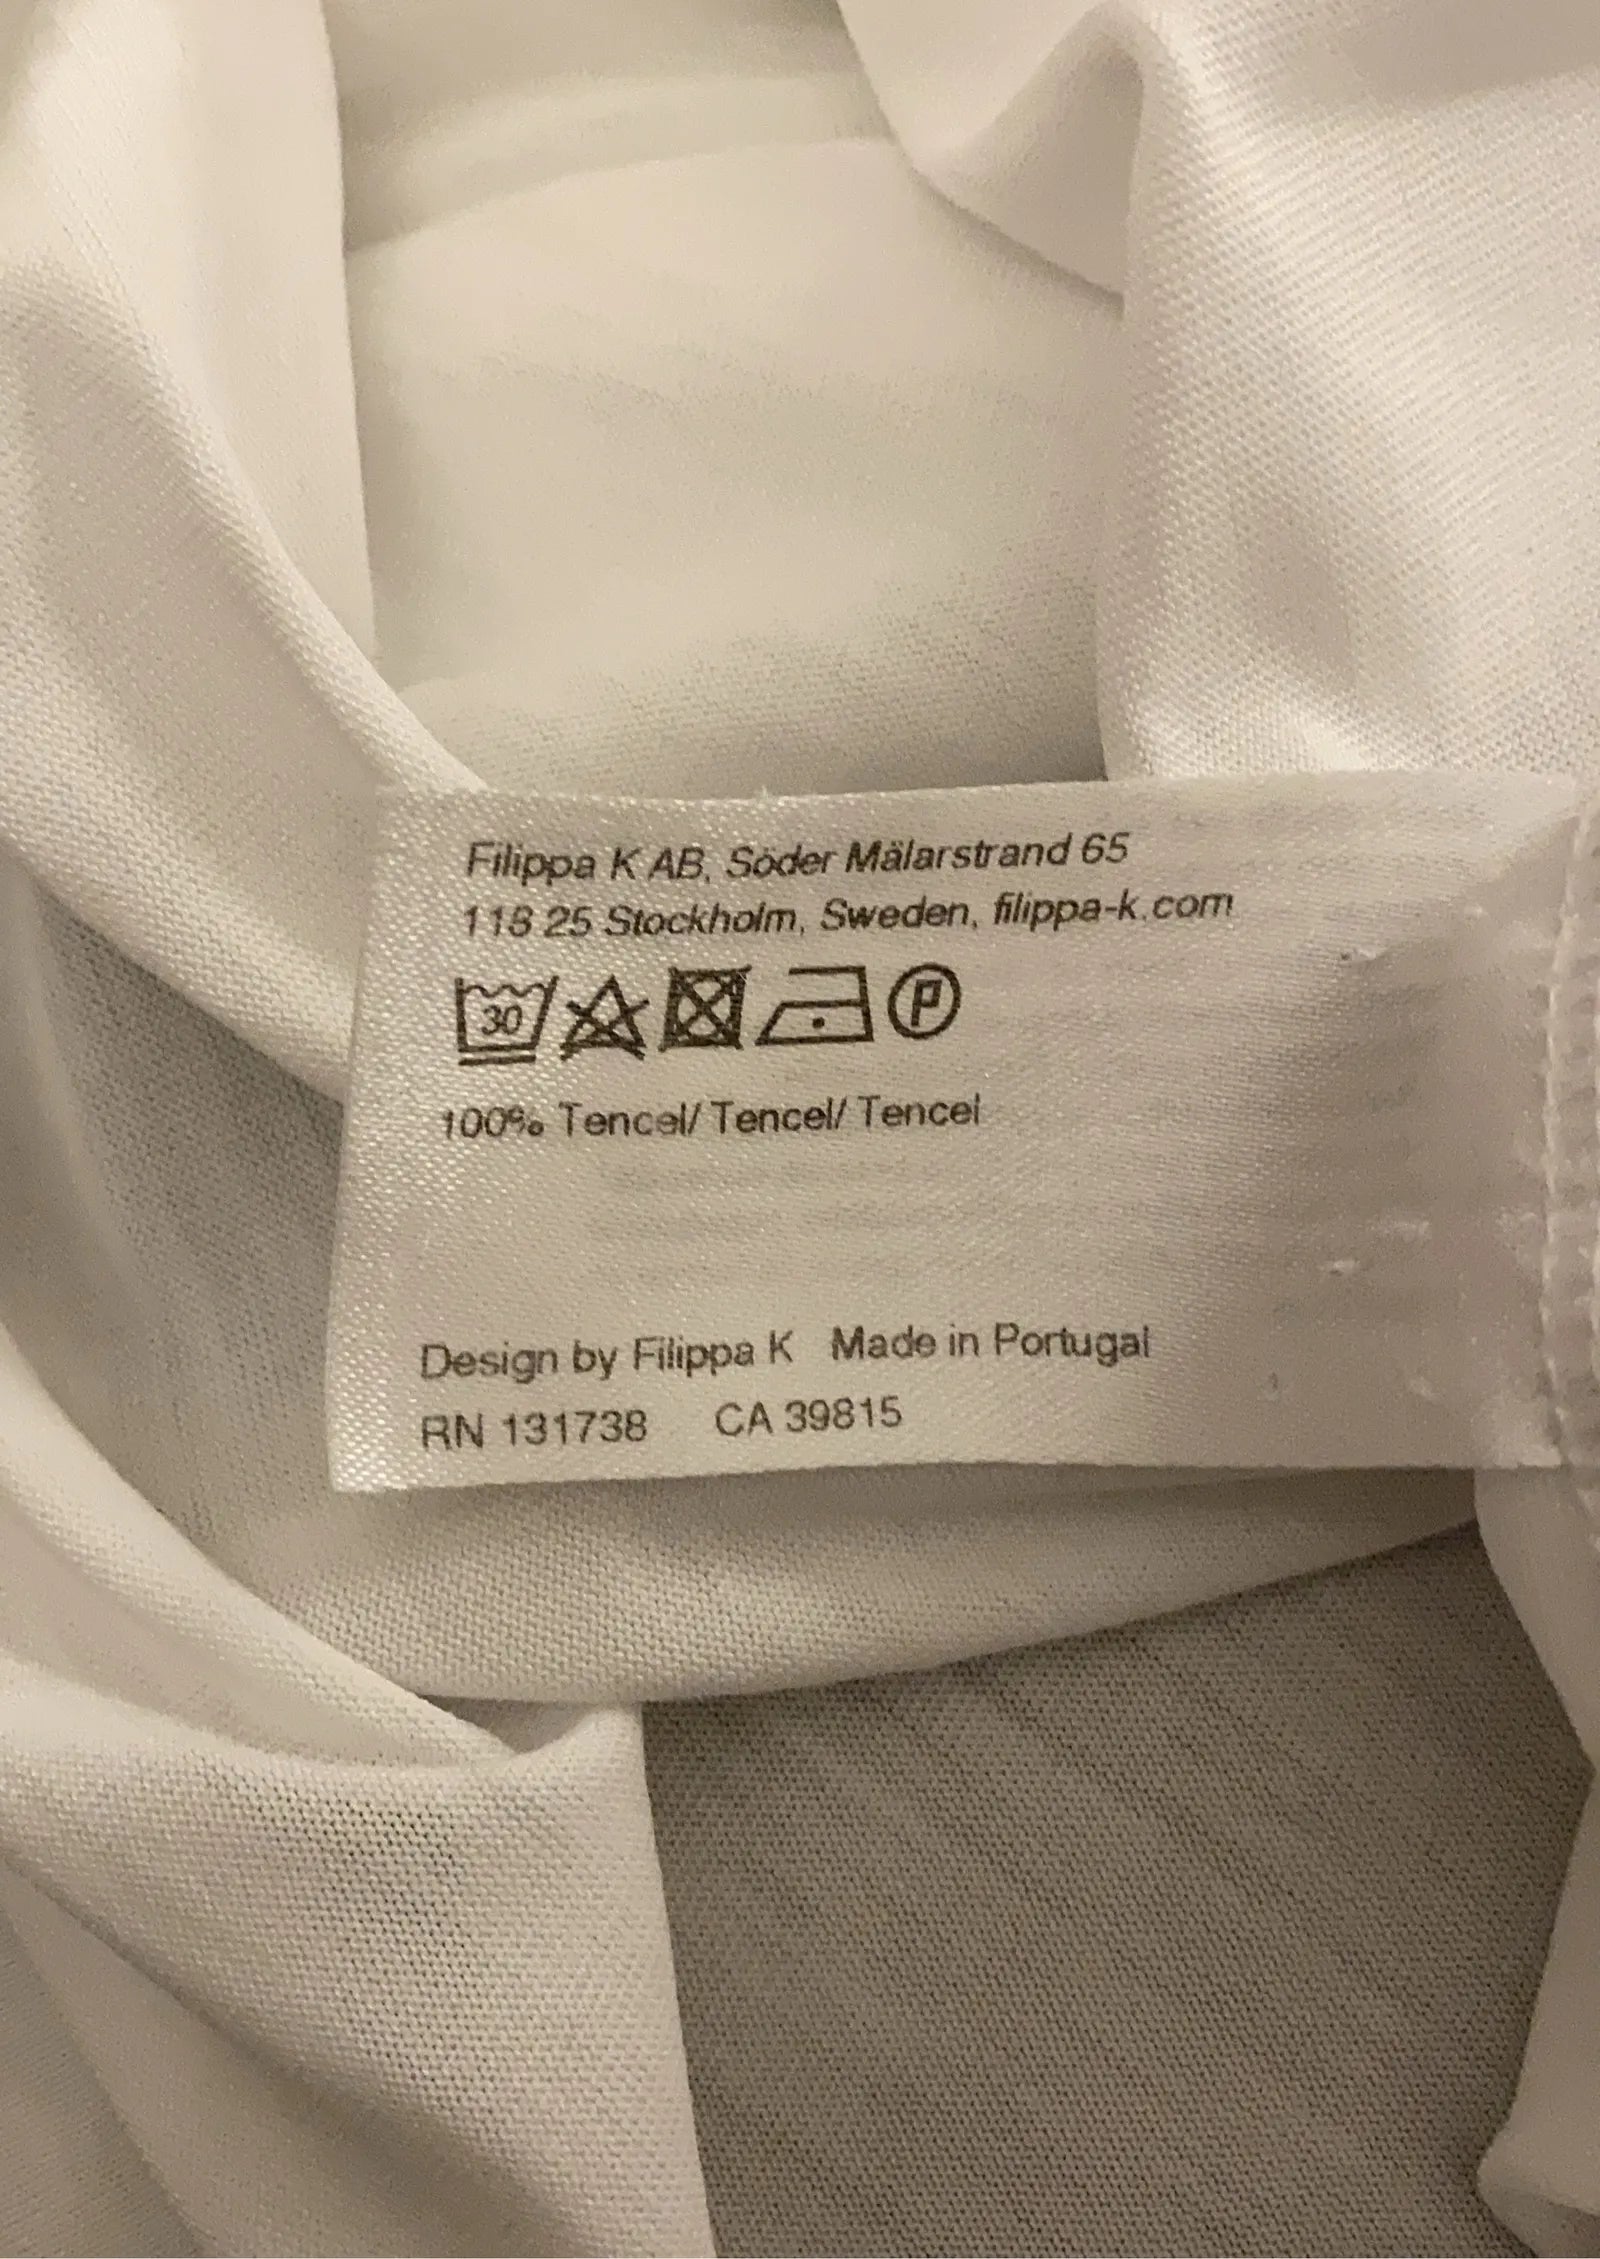 Filippa K AB, Söder Mälarstrand 65
118 25 Stockholm, Sweden, filippa-k.com
30 P
100% Tencel/ Tencel/ Tencel
Design by Filippa K Made in Portugal
RN 131738 CA 39815